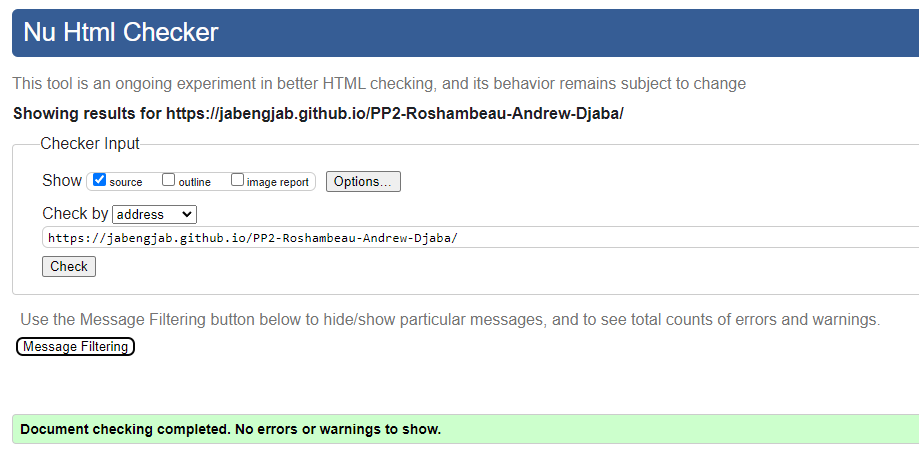 Nu Html Checker
This tool is an ongoing experiment in better HTML checking, and its behavior remains subject to change
Showing results for https://jabengjab.github.io/PP2-Roshambeau-Andrew-Djaba/
Checker Input
Show source outline image report Options...
Check by address
https://jabengjab.github.io/PP2-Roshambeau-Andrew-Djaba/
Check
Use the Message Filtering button below to hide/show particular messages, and to see total counts of errors and warnings.
Message Filtering
Document checking completed. No errors or warnings to show.